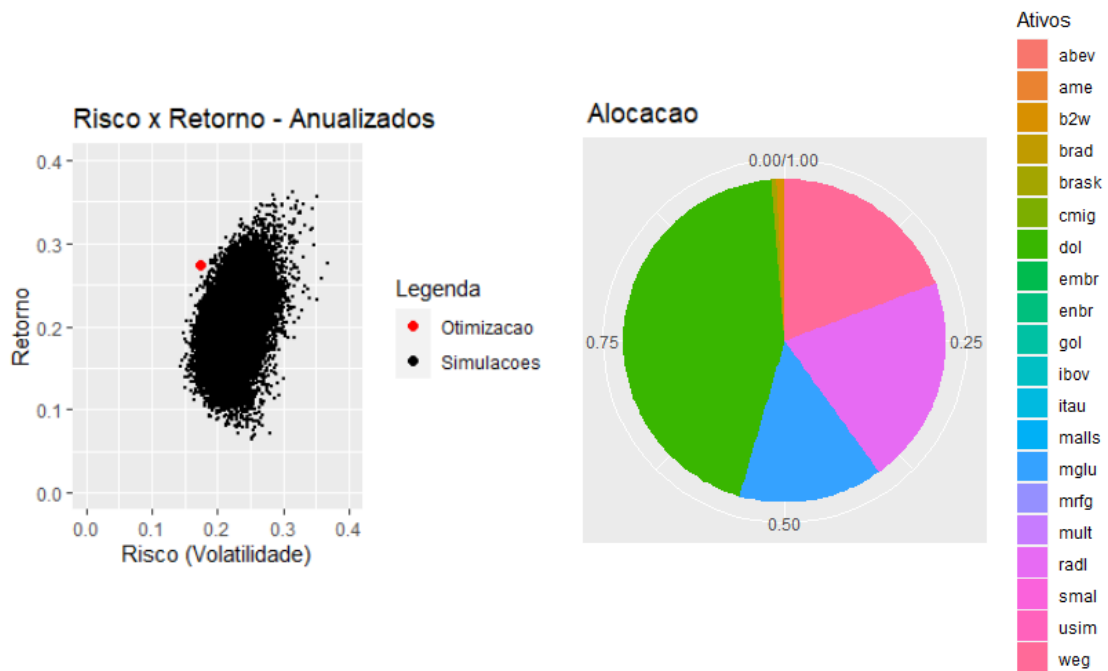 Risco x Retorno - Anualizados
0.4
0.3
0.2
0.1
0.0
Retorno
0.0 0.1 0.2 0.3 0.4
Risco (Volatilidade)
Legenda
Otimizacao
Simulacoes
Alocacao
0.00/1.00
0.75
0.25
0.50
Ativos
abev
ame
b2w
brad
brask
cmig
dol
embr
enbr
gol
ibov
itau
malls
mglu
mrfg
mult
radl
smal
usim
weg